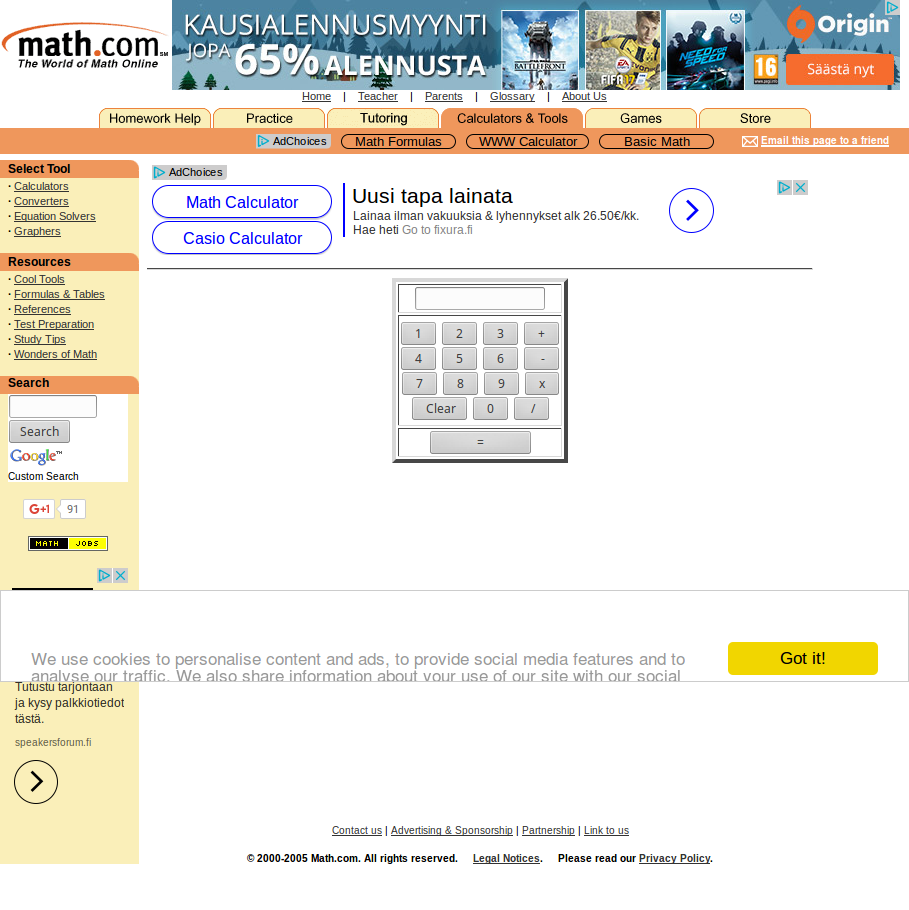 math.com SM
The World of Math Online
KAUSIALENNUSMYYNTI
JOPA 65% ALENNUSTA
BATTLEFRONT
FIFA 17
NEED FOR SPEED
16
Origin
Säästä nyt
Home | Teacher | Parents | Glossary | About Us
Homework Help Practice Tutoring Calculators & Tools Games Store
AdChoices Math Formulas WWW Calculator Basic Math Email this page to a friend
Select Tool
· Calculators
· Converters
· Equation Solvers
· Graphers
Resources
· Cool Tools
· Formulas & Tables
· References
· Test Preparation
· Study Tips
· Wonders of Math
Search
Search
Google™
Custom Search
G+1 91
MATH JOBS
AdChoices
Math Calculator
Casio Calculator
Uusi tapa lainata
Lainaa ilman vakuuksia & lyhennykset alk 26.50€/kk.
Hae heti Go to fixura.fi
1 2 3 +
4 5 6 -
7 8 9 x
Clear 0 /
=
We use cookies to personalise content and ads, to provide social media features and to
analyse our traffic. We also share information about your use of our site with our social
Got it!
Tutustu tarjontaan
ja kysy palkkiotiedot
tästä.
speakersforum.fi
Contact us | Advertising & Sponsorship | Partnership | Link to us
© 2000-2005 Math.com. All rights reserved. Legal Notices. Please read our Privacy Policy.